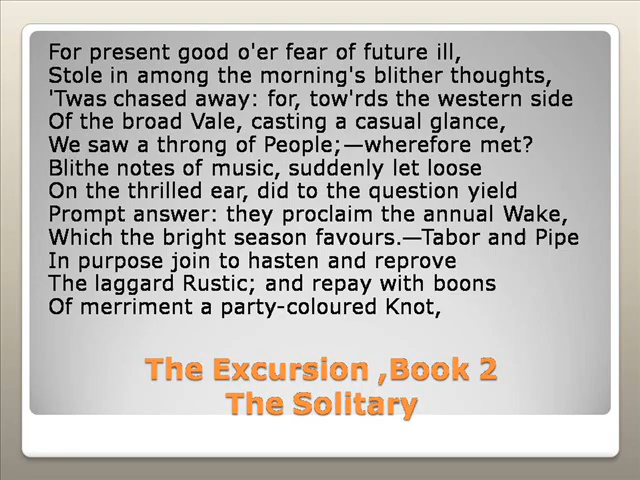 For present good o'er fear of future ill,
Stole in among the morning's blither thoughts,
'Twas chased away: for, tow'rds the western side
Of the broad Vale, casting a casual glance,
We saw a throng of People;—wherefore met?
Blithe notes of music, suddenly let loose
On the thrilled ear, did to the question yield
Prompt answer: they proclaim the annual Wake,
Which the bright season favours.—Tabor and Pipe
In purpose join to hasten and reprove
The laggard Rustic; and repay with boons
Of merriment a party-coloured Knot,
The Excursion ,Book 2
The Solitary